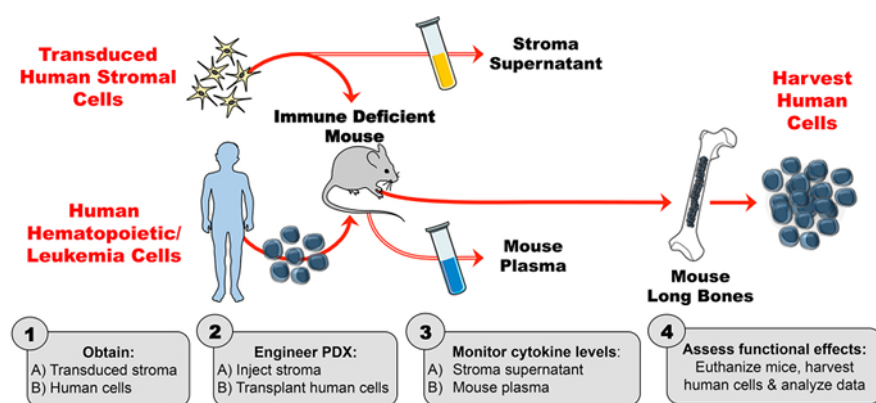 Transduced
Human Stromal
Cells
Stroma
Supernatant
Harvest
Human
Cells
Immune Deficient
Mouse
Human
Hematopoietic/
Leukemia Cells
Mouse
Plasma
Mouse
Long Bones
1
Obtain:
A) Transduced stroma
B) Human cells
2
Engineer PDX:
A) Inject stroma
B) Transplant human cells
3
Monitor cytokine levels:
A) Stroma supernatant
B) Mouse plasma
4
Assess functional effects:
Euthanize mice, harvest
human cells & analyze data